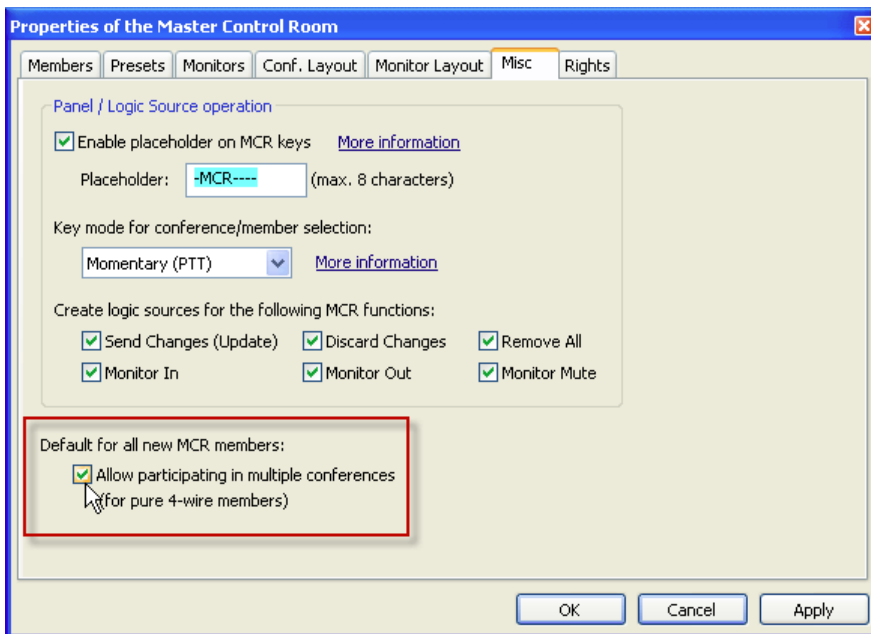 Properties of the Master Control Room
Members Presets Monitors Conf. Layout Monitor Layout Misc Rights
Panel / Logic Source operation
Enable placeholder on MCR keys More information
Placeholder: -MCR---- (max. 8 characters)
Key mode for conference/member selection:
Momentary (PTT) More information
Create logic sources for the following MCR functions:
Send Changes (Update) Discard Changes Remove All
Monitor In Monitor Out Monitor Mute
Default for all new MCR members:
Allow participating in multiple conferences
(for pure 4-wire members)
OK Cancel Apply